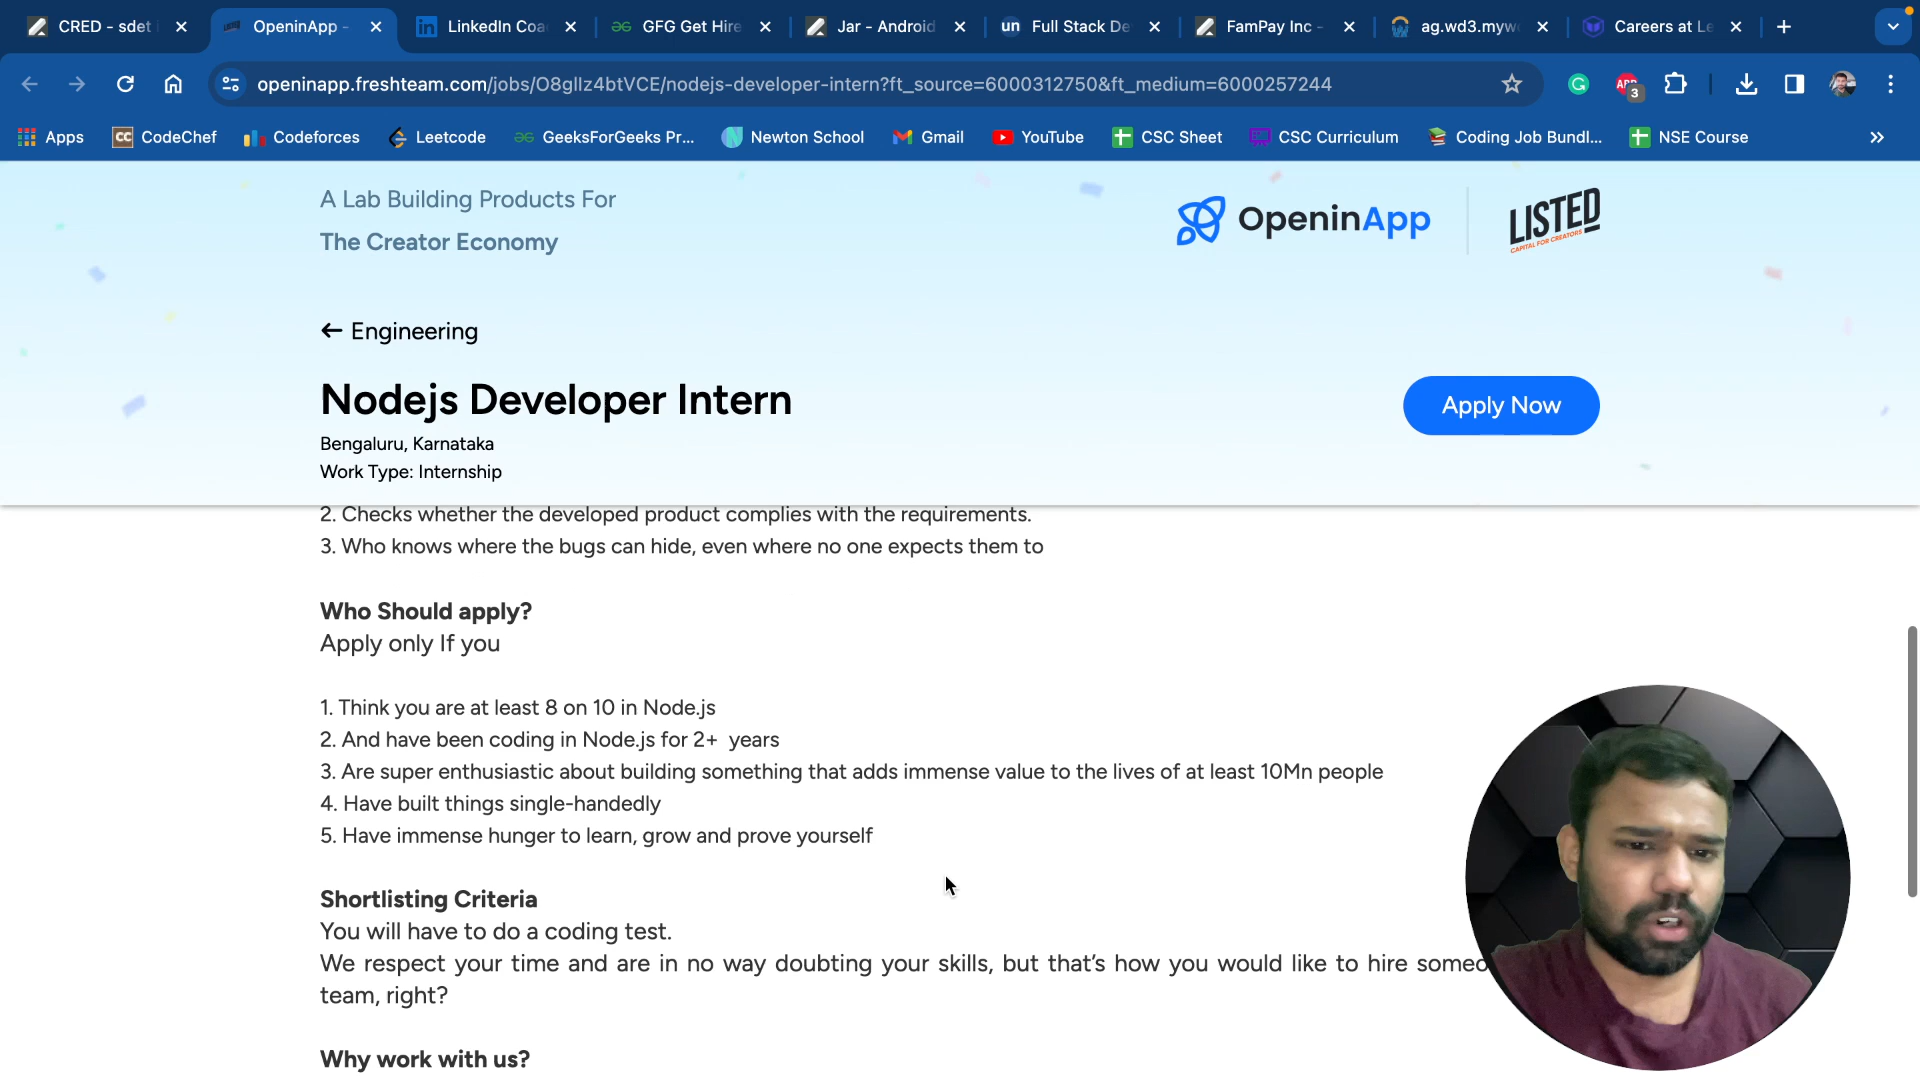 CRED - sdet
OpeninApp -
LinkedIn Coa
GFG Get Hire
Jar - Android
un
Full Stack De
FamPay Inc -
ag.wd3.myw
Careers at Le
openinapp.freshteam.com/jobs/O8gIlz4btVCE/nodejs-developer-intern?ft_source=6000312750&ft_medium=6000257244
ABP
3
Apps
CC
CodeChef
Codeforces
Leetcode
GeeksForGeeks Pr...
Newton School
Gmail
YouTube
CSC Sheet
CSC Curriculum
Coding Job Bundl...
NSE Course
A Lab Building Products For
The Creator Economy
OpeninApp
LISTED
CAPITAL FOR CREATORS
← Engineering
Nodejs Developer Intern
Apply Now
Bengaluru, Karnataka
Work Type: Internship
2. Checks whether the developed product complies with the requirements.
3. Who knows where the bugs can hide, even where no one expects them to
Who Should apply?
Apply only If you
1. Think you are at least 8 on 10 in Node.js
2. And have been coding in Node.js for 2+ years
3. Are super enthusiastic about building something that adds immense value to the lives of at least 10Mn people
4. Have built things single-handedly
5. Have immense hunger to learn, grow and prove yourself
Shortlisting Criteria
You will have to do a coding test.
We respect your time and are in no way doubting your skills, but that's how you would like to hire someo
team, right?
Why work with us?